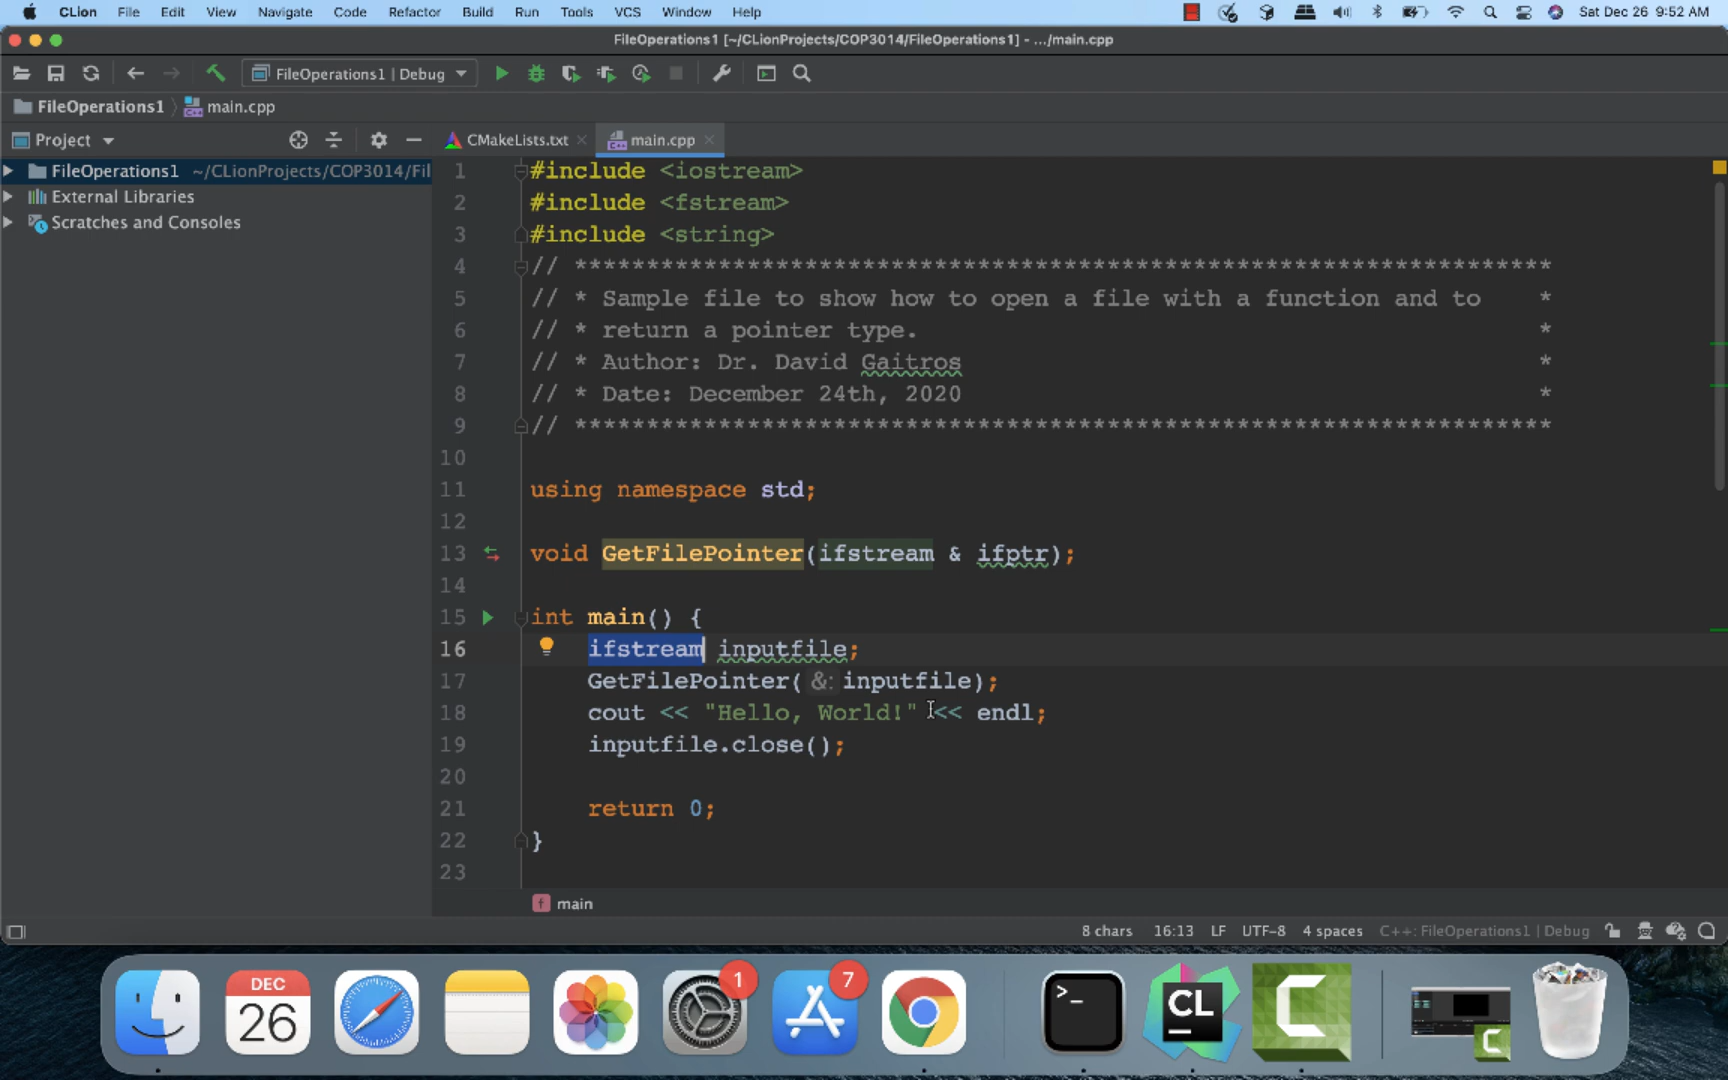 CLion File Edit View Navigate Code Refactor Build Run Tools VCS Window Help Sat Dec 26 9:52 AM
FileOperations1 [~/CLionProjects/COP3014/FileOperations1] - .../main.cpp
FileOperations1 | Debug
FileOperations1 main.cpp
Project CMakeLists.txt main.cpp
FileOperations1 ~/CLionProjects/COP3014/Fil
External Libraries
Scratches and Consoles
1 #include <iostream>
2 #include <fstream>
3 #include <string>
4 // ********************************************************************
5 // * Sample file to show how to open a file with a function and to *
6 // * return a pointer type. *
7 // * Author: Dr. David Gaitros *
8 // * Date: December 24th, 2020 *
9 // ********************************************************************
10
11 using namespace std;
12
13 void GetFilePointer(ifstream & ifptr);
14
15 int main() {
16 ifstream inputfile;
17 GetFilePointer( &: inputfile);
18 cout << "Hello, World!" << endl;
19 inputfile.close();
20
21 return 0;
22 }
23
f main
8 chars 16:13 LF UTF-8 4 spaces C++: FileOperations1 | Debug
DEC
26
1
7
>_
CL
C
C